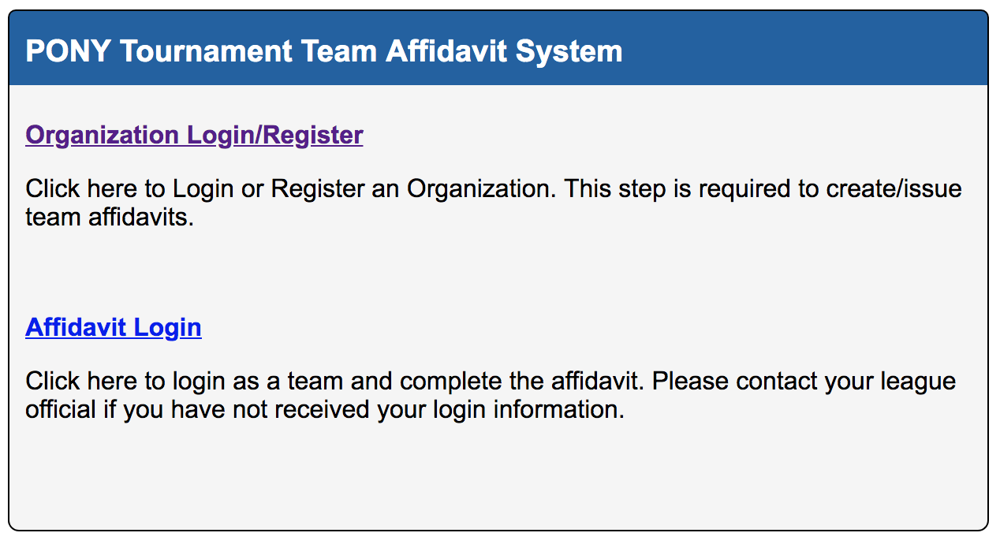 PONY Tournament Team Affidavit System
Organization Login/Register
Click here to Login or Register an Organization. This step is required to create/issue
team affidavits.
Affidavit Login
Click here to login as a team and complete the affidavit. Please contact your league
official if you have not received your login information.